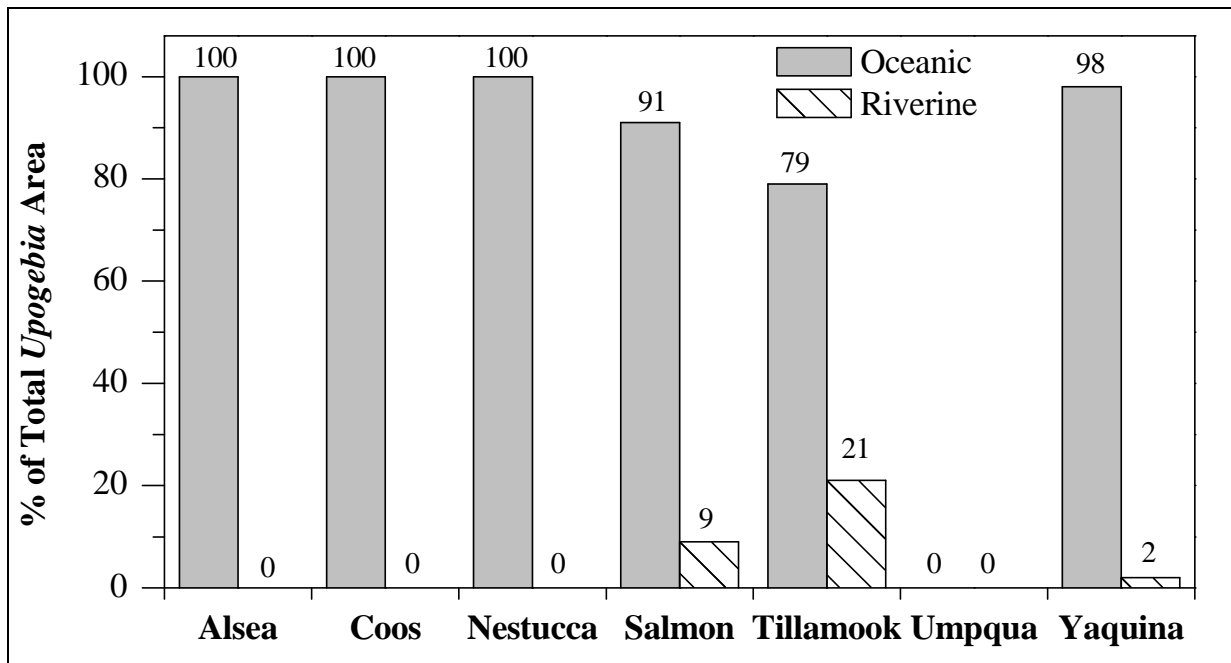 100 100 100 98
100
91
80 79
60
40
20 21
9
0 0 0 0 0 0 2
Oceanic
Riverine
% of Total Upogebia Area
Alsea Coos Nestucca Salmon Tillamook Umpqua Yaquina